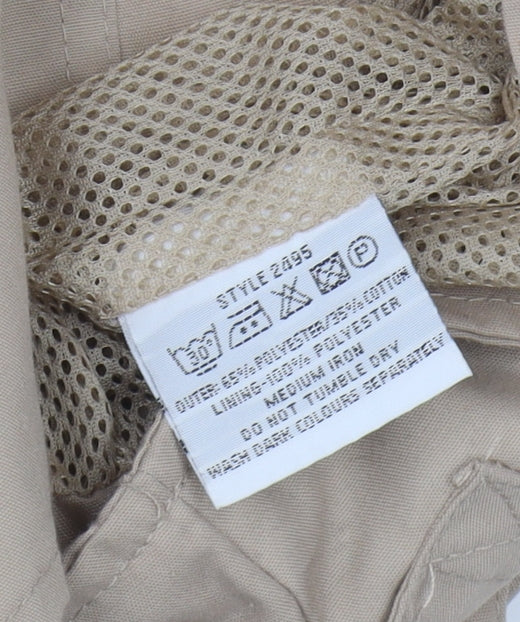 STYLE 2495
30° P
OUTER-65% POLYESTER/35% COTTON
LINING-100% POLYESTER
MEDIUM IRON
DO NOT TUMBLE DRY
WASH DARK COLOURS SEPARATELY